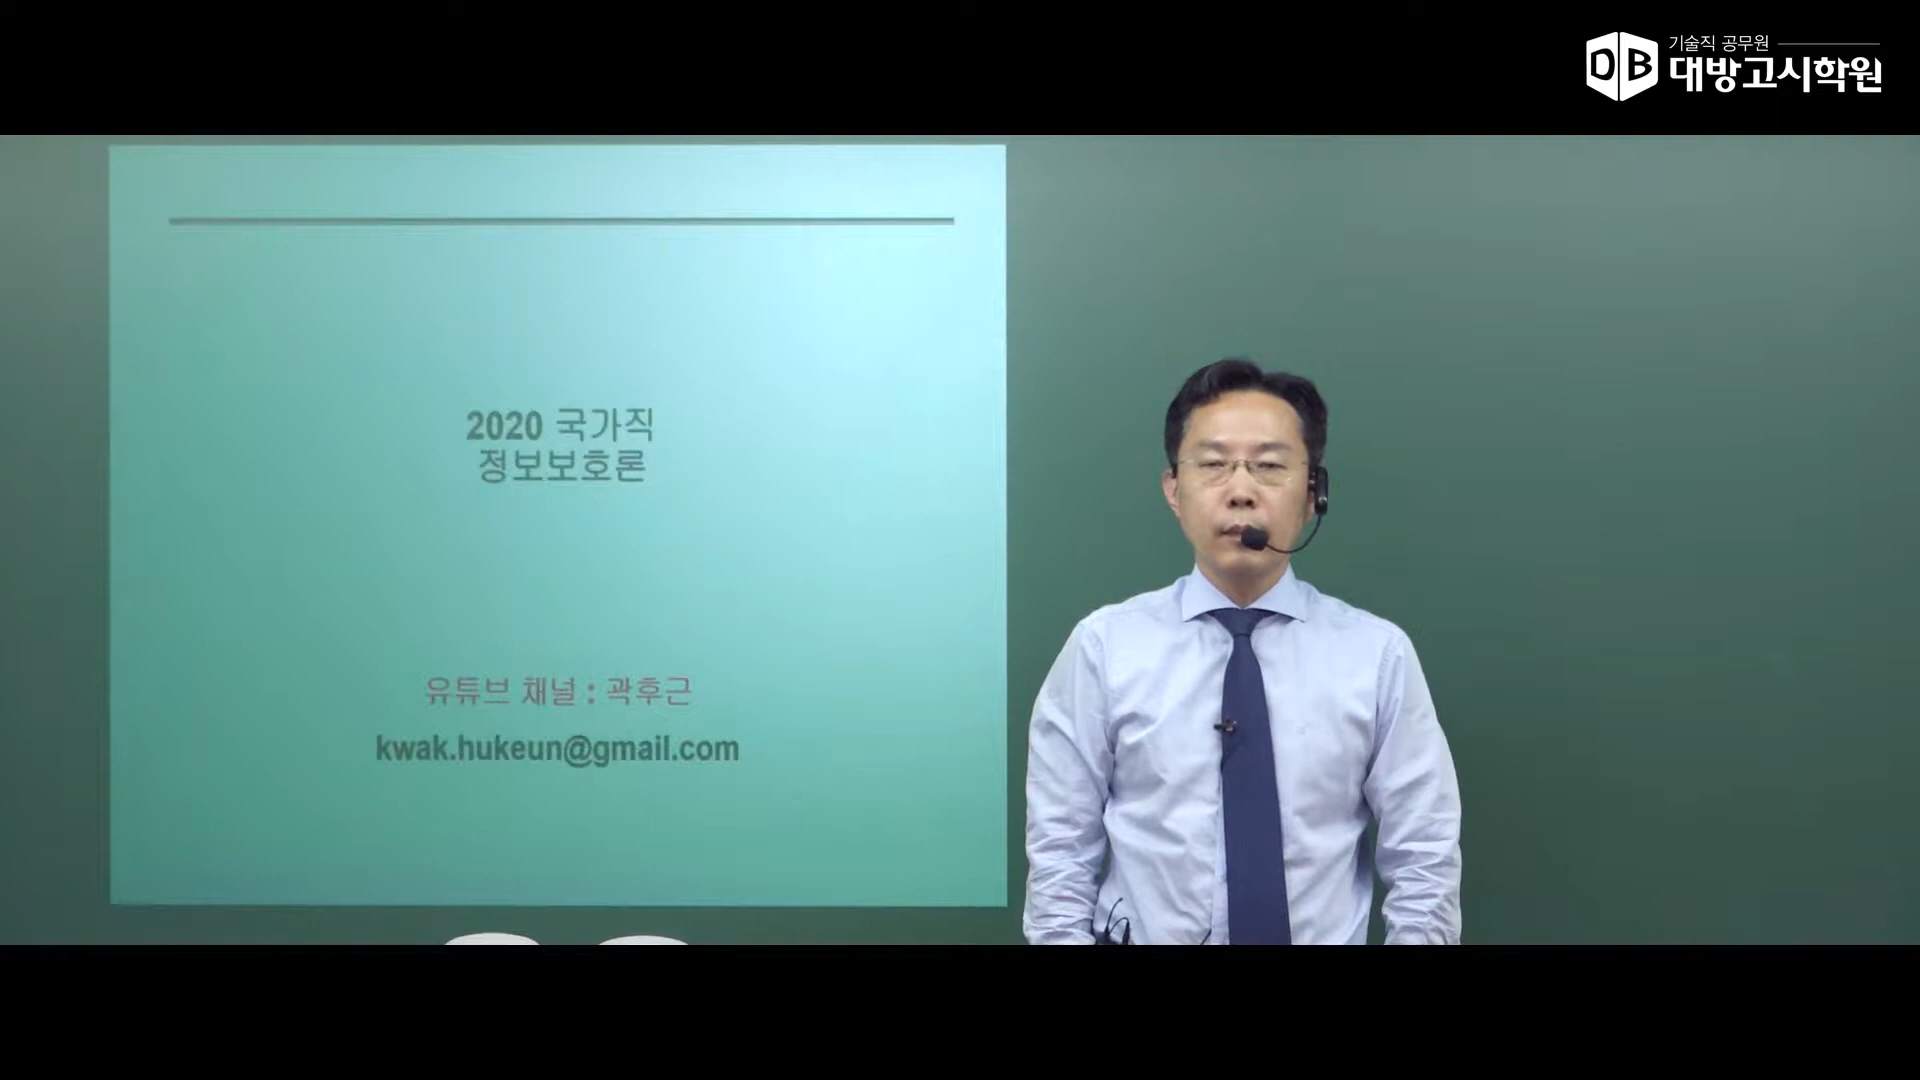 기술직 공무원
DB 대방고시학원
2020 국가직
정보보호론
유튜브 채널 : 곽후근
kwak.hukeun@gmail.com